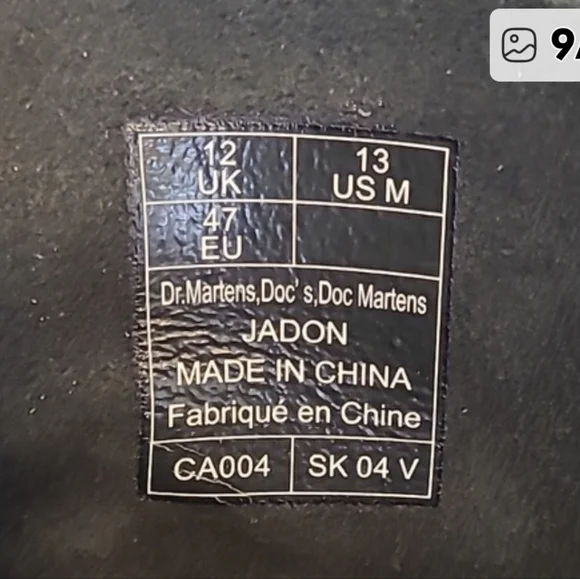 12
UK
13
US M
47
EU
Dr.Martens,Doc's,Doc Martens
JADON
MADE IN CHINA
Fabriqué en Chine
CA004
SK 04 V